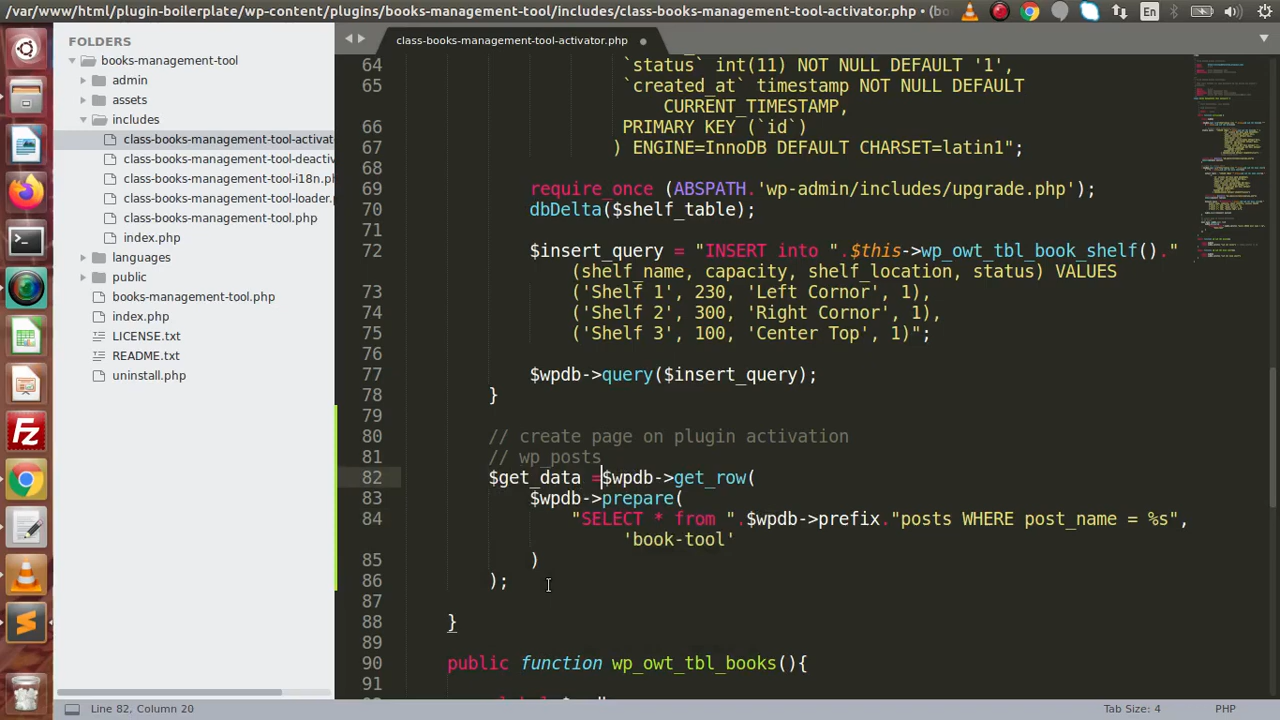 /var/www/html/plugin-boilerplate/wp-content/plugins/books-management-tool/includes/class-books-management-tool-activator.php • (bo
En
FOLDERS
books-management-tool
admin
assets
includes
class-books-management-tool-activat
class-books-management-tool-deactiv
class-books-management-tool-i18n.ph
class-books-management-tool-loader.
class-books-management-tool.php
index.php
languages
public
books-management-tool.php
index.php
LICENSE.txt
README.txt
uninstall.php
class-books-management-tool-activator.php
64 `status` int(11) NOT NULL DEFAULT '1',
65 `created_at` timestamp NOT NULL DEFAULT
CURRENT_TIMESTAMP,
66 PRIMARY KEY (`id`)
67 ) ENGINE=InnoDB DEFAULT CHARSET=latin1";
68
69 require_once (ABSPATH.'wp-admin/includes/upgrade.php');
70 dbDelta($shelf_table);
71
72 $insert_query = "INSERT into ".$this->wp_owt_tbl_book_shelf()."
(shelf_name, capacity, shelf_location, status) VALUES
73 ('Shelf 1', 230, 'Left Cornor', 1),
74 ('Shelf 2', 300, 'Right Cornor', 1),
75 ('Shelf 3', 100, 'Center Top', 1)";
76
77 $wpdb->query($insert_query);
78 }
79
80 // create page on plugin activation
81 // wp_posts
82 $get_data =$wpdb->get_row(
83 $wpdb->prepare(
84 "SELECT * from ".$wpdb->prefix."posts WHERE post_name = %s",
'book-tool'
85 )
86 );
87
88 }
89
90 public function wp_owt_tbl_books(){
91
Line 82, Column 20
Tab Size: 4
PHP